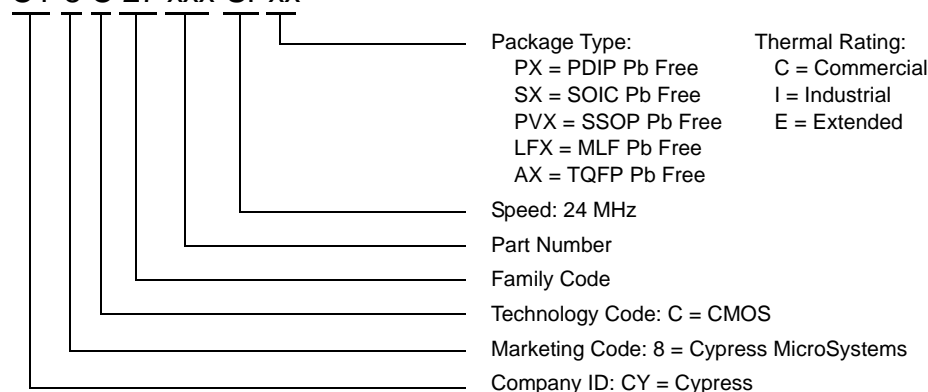 Package Type:
PX = PDIP Pb Free
SX = SOIC Pb Free
PVX = SSOP Pb Free
LFX = MLF Pb Free
AX = TQFP Pb Free
Thermal Rating:
C = Commercial
I = Industrial
E = Extended
Speed: 24 MHz
Part Number
Family Code
Technology Code: C = CMOS
Marketing Code: 8 = Cypress MicroSystems
Company ID: CY = Cypress